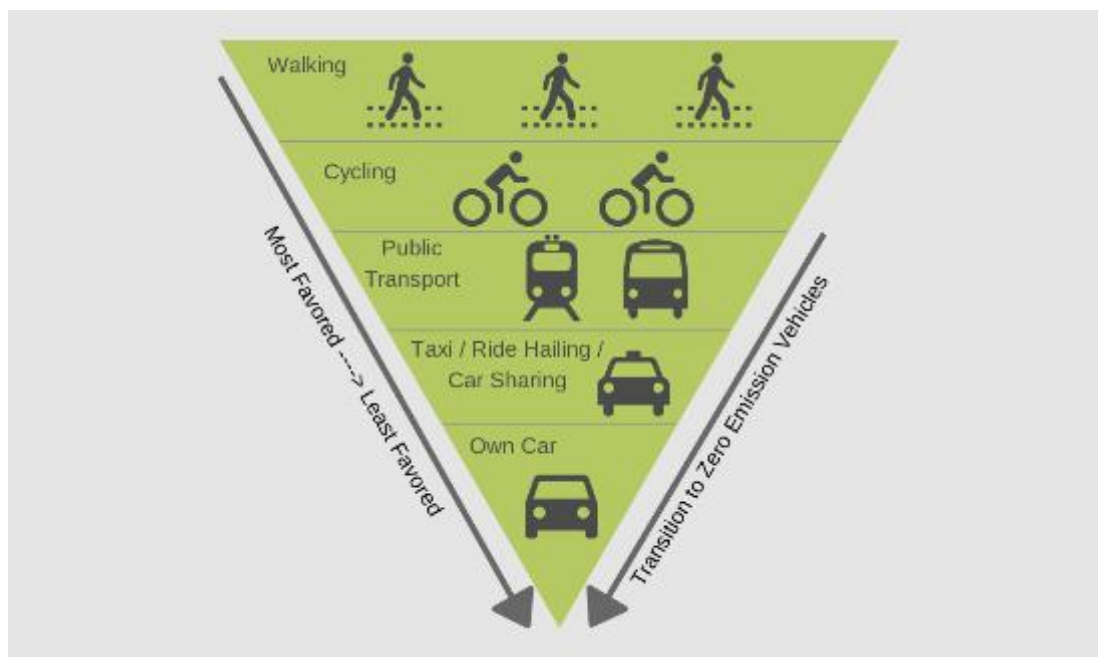 Walking
Cycling
Public
Transport
Taxi / Ride Hailing /
Car Sharing
Own Car
Most Favored ----> Least Favored
Transition to Zero Emission Vehicles